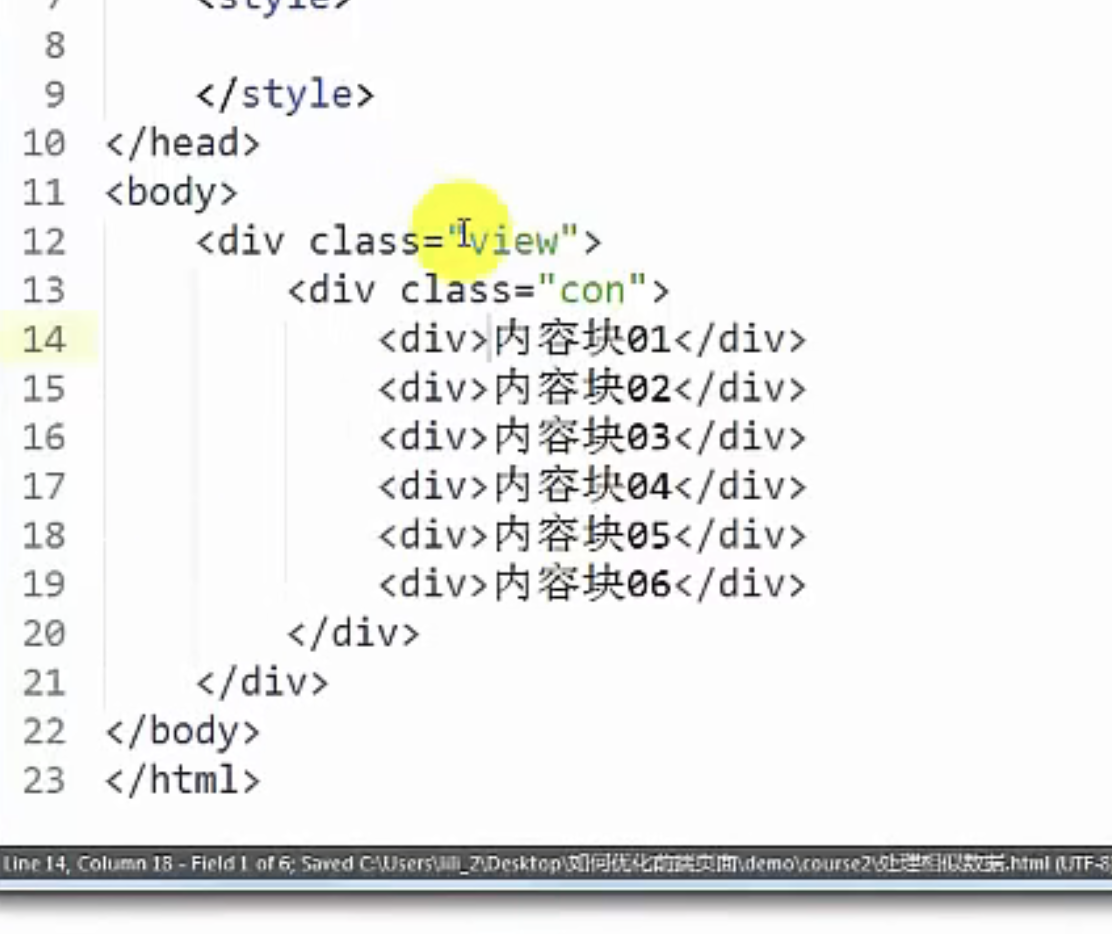 7 <style>
8
9 </style>
10 </head>
11 <body>
12 <div class="view">
13 <div class="con">
14 <div>内容块01</div>
15 <div>内容块02</div>
16 <div>内容块03</div>
17 <div>内容块04</div>
18 <div>内容块05</div>
19 <div>内容块06</div>
20 </div>
21 </div>
22 </body>
23 </html>
Line 14, Column 18 - Field 1 of 6; Saved C:\Users\lili_Z\Desktop\如何优化前端页面\demo\course2\处理相似数据.html (UTF-8